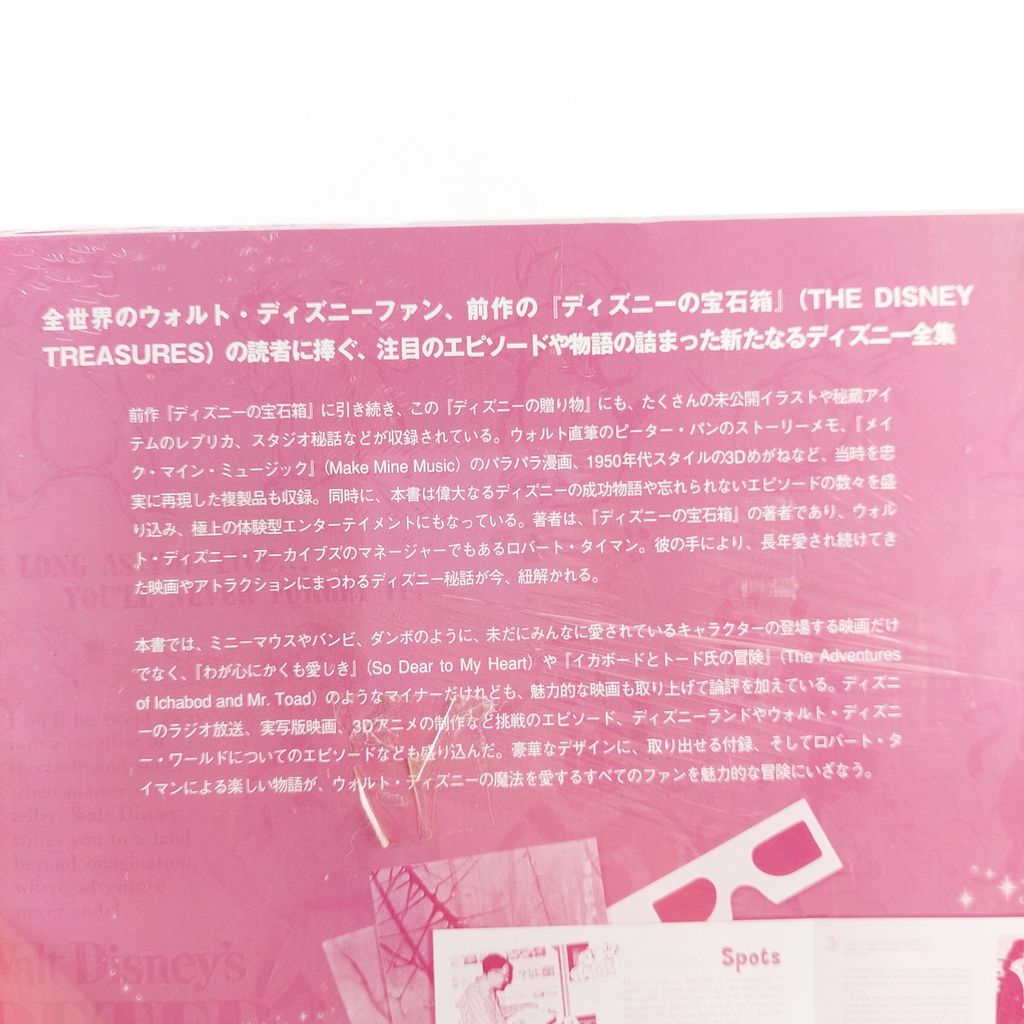 全世界のウォルト・ディズニーファン、前作の『ディズニーの宝石箱』（THE DISNEY
TREASURES）の読者に捧ぐ、注目のエピソードや物語の詰まった新たなるディズニー全集
前作『ディズニーの宝石箱』に引き続き、この『ディズニーの贈り物』にも、たくさんの未公開イラストや秘蔵アイ
テムのレプリカ、スタジオ秘話などが収録されている。ウォルト直筆のピーター・パンのストーリーメモ、『メイ
ク・マイン・ミュージック』（Make Mine Music）のパラパラ漫画、1950年代スタイルの3Dめがねなど、当時を忠
実に再現した複製品も収録。同時に、本書は偉大なるディズニーの成功物語や忘れられないエピソードの数々を盛
り込み、極上の体験型エンターテイメントにもなっている。著者は、『ディズニーの宝石箱』の著者であり、ウォル
ト・ディズニー・アーカイブズのマネージャーでもあるロバート・タイマン。彼の手により、長年愛され続けてき
た映画やアトラクションにまつわるディズニー秘話が今、紐解かれる。
本書では、ミニーマウスやバンビ、ダンボのように、未だにみんなに愛されているキャラクターの登場する映画だけ
でなく、『わが心にかくも愛しき』（So Dear to My Heart）や『イカボードとトード氏の冒険』（The Adventures
of Ichabod and Mr. Toad）のようなマイナーだけれども、魅力的な映画も取り上げて論評を加えている。ディズニ
ーのラジオ放送、実写版映画、3Dアニメの制作など挑戦のエピソード、ディズニーランドやウォルト・ディズニ
ー・ワールドについてのエピソードなども盛り込んだ。豪華なデザインに、取り出せる付録、そしてロバート・タ
イマンによる楽しい物語が、ウォルト・ディズニーの魔法を愛するすべてのファンを魅力的な冒険にいざなう。
LONG AS
YOU'LL NEVER
into a paradise
spectacle and
when master
teller, Walt Disney
wings you to a land
beyond imagination,
where adventure
never ends!
Walt Disney's
Spots